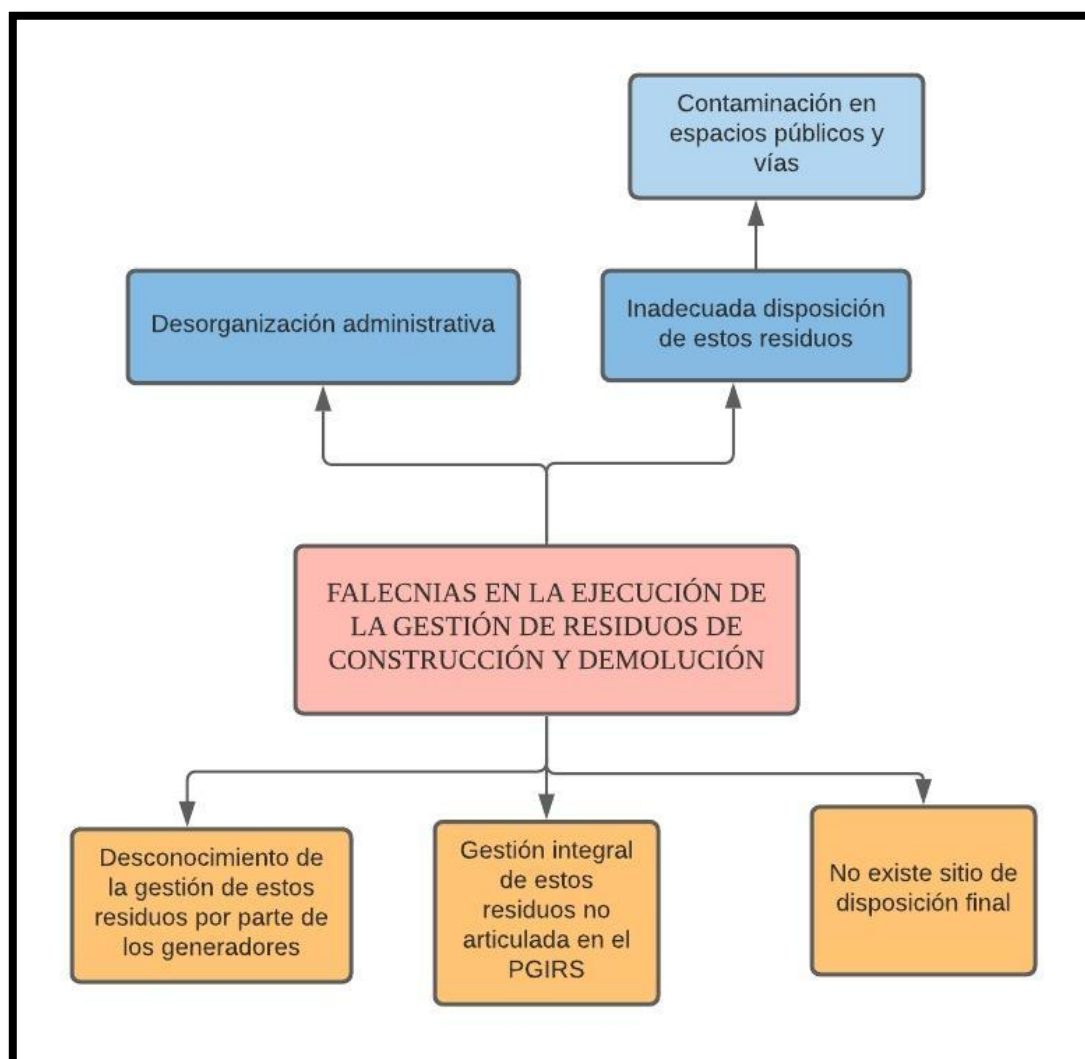 Contaminación en
espacios públicos y
vías
Desorganización administrativa
Inadecuada disposición
de estos residuos
FALECNIAS EN LA EJECUCIÓN DE
LA GESTIÓN DE RESIDUOS DE
CONSTRUCCIÓN Y DEMOLUCIÓN
Desconocimiento de
la gestión de estos
residuos por parte de
los generadores
Gestión integral
de estos
residuos no
articulada en el
PGIRS
No existe sitio de
disposición final